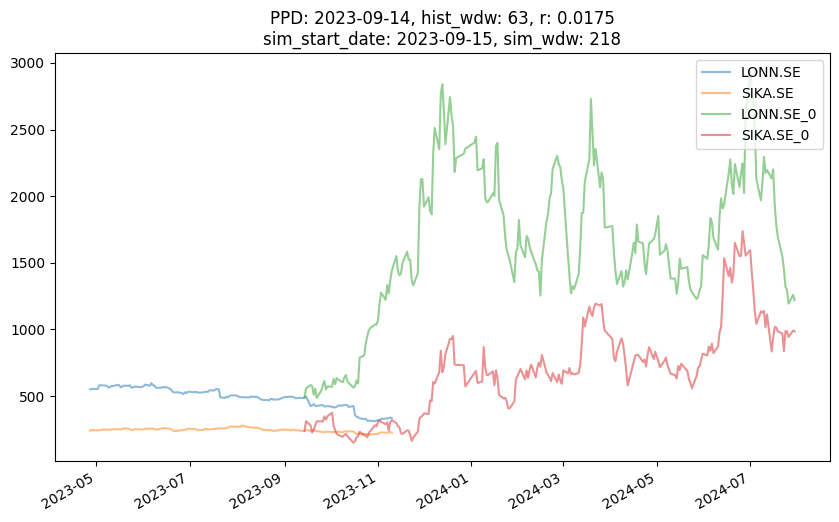 PPD: 2023-09-14, hist_wdw: 63, r: 0.0175
sim_start_date: 2023-09-15, sim_wdw: 218
3000
2500
2000
1500
1000
500
LONN.SE
SIKA.SE
LONN.SE_0
SIKA.SE_0
2023-05
2023-07
2023-09
2023-11
2024-01
2024-03
2024-05
2024-07